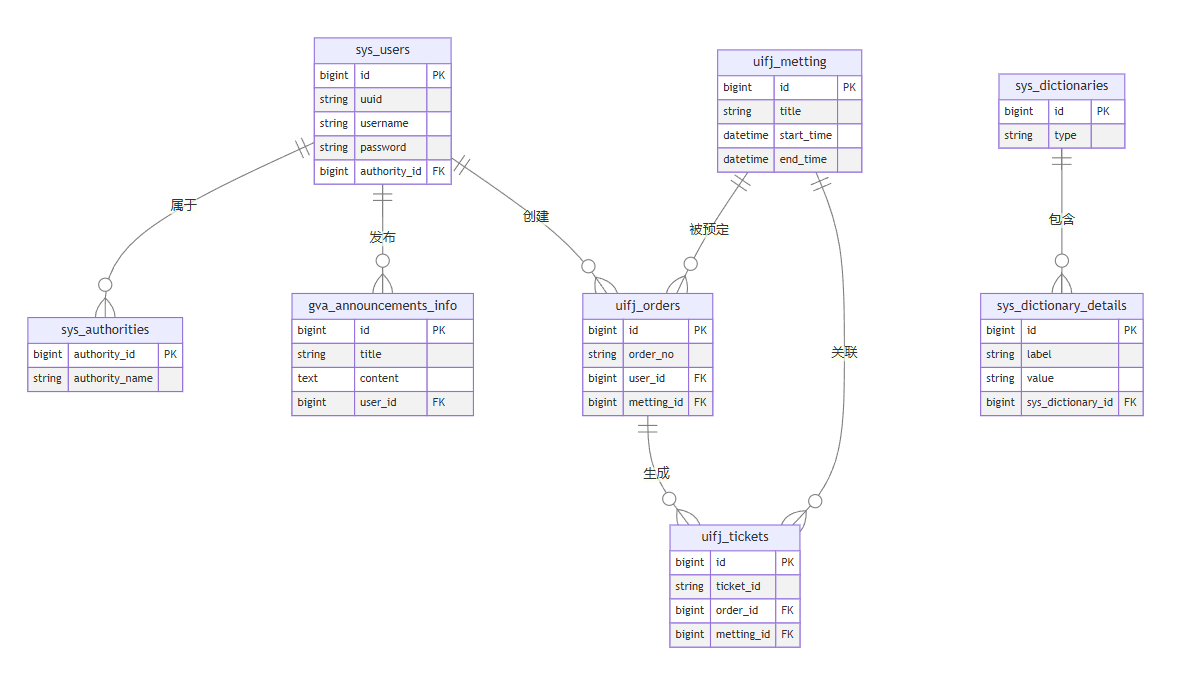 sys_users
bigint id PK
string uuid
string username
string password
bigint authority_id FK
uifj_metting
bigint id PK
string title
datetime start_time
datetime end_time
sys_dictionaries
bigint id PK
string type
属于
发布
创建
被预定
包含
sys_authorities
bigint authority_id PK
string authority_name
gva_announcements_info
bigint id PK
string title
text content
bigint user_id FK
uifj_orders
bigint id PK
string order_no
bigint user_id FK
bigint metting_id FK
关联
sys_dictionary_details
bigint id PK
string label
string value
bigint sys_dictionary_id FK
生成
uifj_tickets
bigint id PK
string ticket_id
bigint order_id FK
bigint metting_id FK